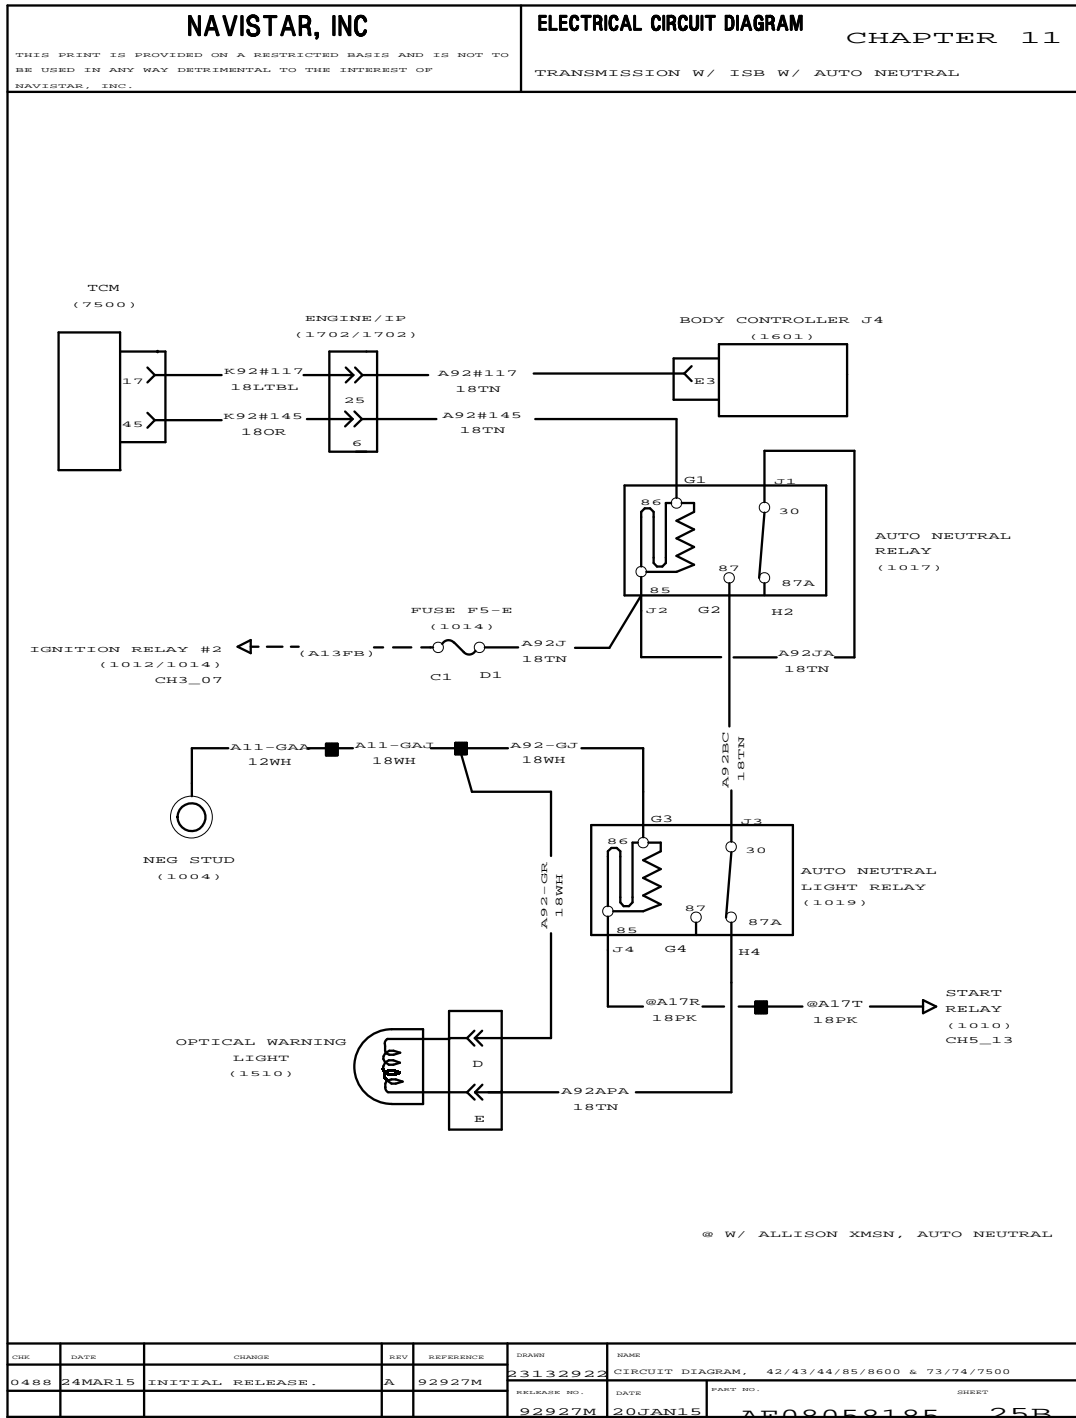 NAVISTAR, INC
THIS PRINT IS PROVIDED ON A RESTRICTED BASIS AND IS NOT TO
BE USED IN ANY WAY DETRIMENTAL TO THE INTEREST OF
NAVISTAR, INC.
ELECTRICAL CIRCUIT DIAGRAM
CHAPTER 11
TRANSMISSION W/ ISB W/ AUTO NEUTRAL
TCM
(7500)
ENGINE/IP
(1702/1702)
BODY CONTROLLER J4
(1601)
17
K92#117
18LTBL
25
A92#117
18TN
E3
45
K92#145
18OR
6
A92#145
18TN
G1
J1
86
30
87
87A
85
J2
G2
H2
AUTO NEUTRAL
RELAY
(1017)
FUSE F5-E
(1014)
IGNITION RELAY #2
(1012/1014)
CH3_07
(A13FB)
C1
D1
A92J
18TN
A92JA
18TN
A92BC
18TN
A11-GAA
12WH
A11-GAJ
18WH
A92-GJ
18WH
NEG STUD
(1004)
A92-GR
18WH
G3
J3
86
30
87
87A
85
J4
G4
H4
AUTO NEUTRAL
LIGHT RELAY
(1019)
@A17R
18PK
@A17T
18PK
START
RELAY
(1010)
CH5_13
OPTICAL WARNING
LIGHT
(1510)
D
E
A92APA
18TN
@ W/ ALLISON XMSN, AUTO NEUTRAL
CHK
DATE
CHANGE
REV
REFERENCE
DRAWN
NAME
0488
24MAR15
INITIAL RELEASE.
A
92927M
23132922
CIRCUIT DIAGRAM, 42/43/44/85/8600 & 73/74/7500
RELEASE NO.
DATE
PART NO.
SHEET
92927M
20JAN15
AE08058185
25B